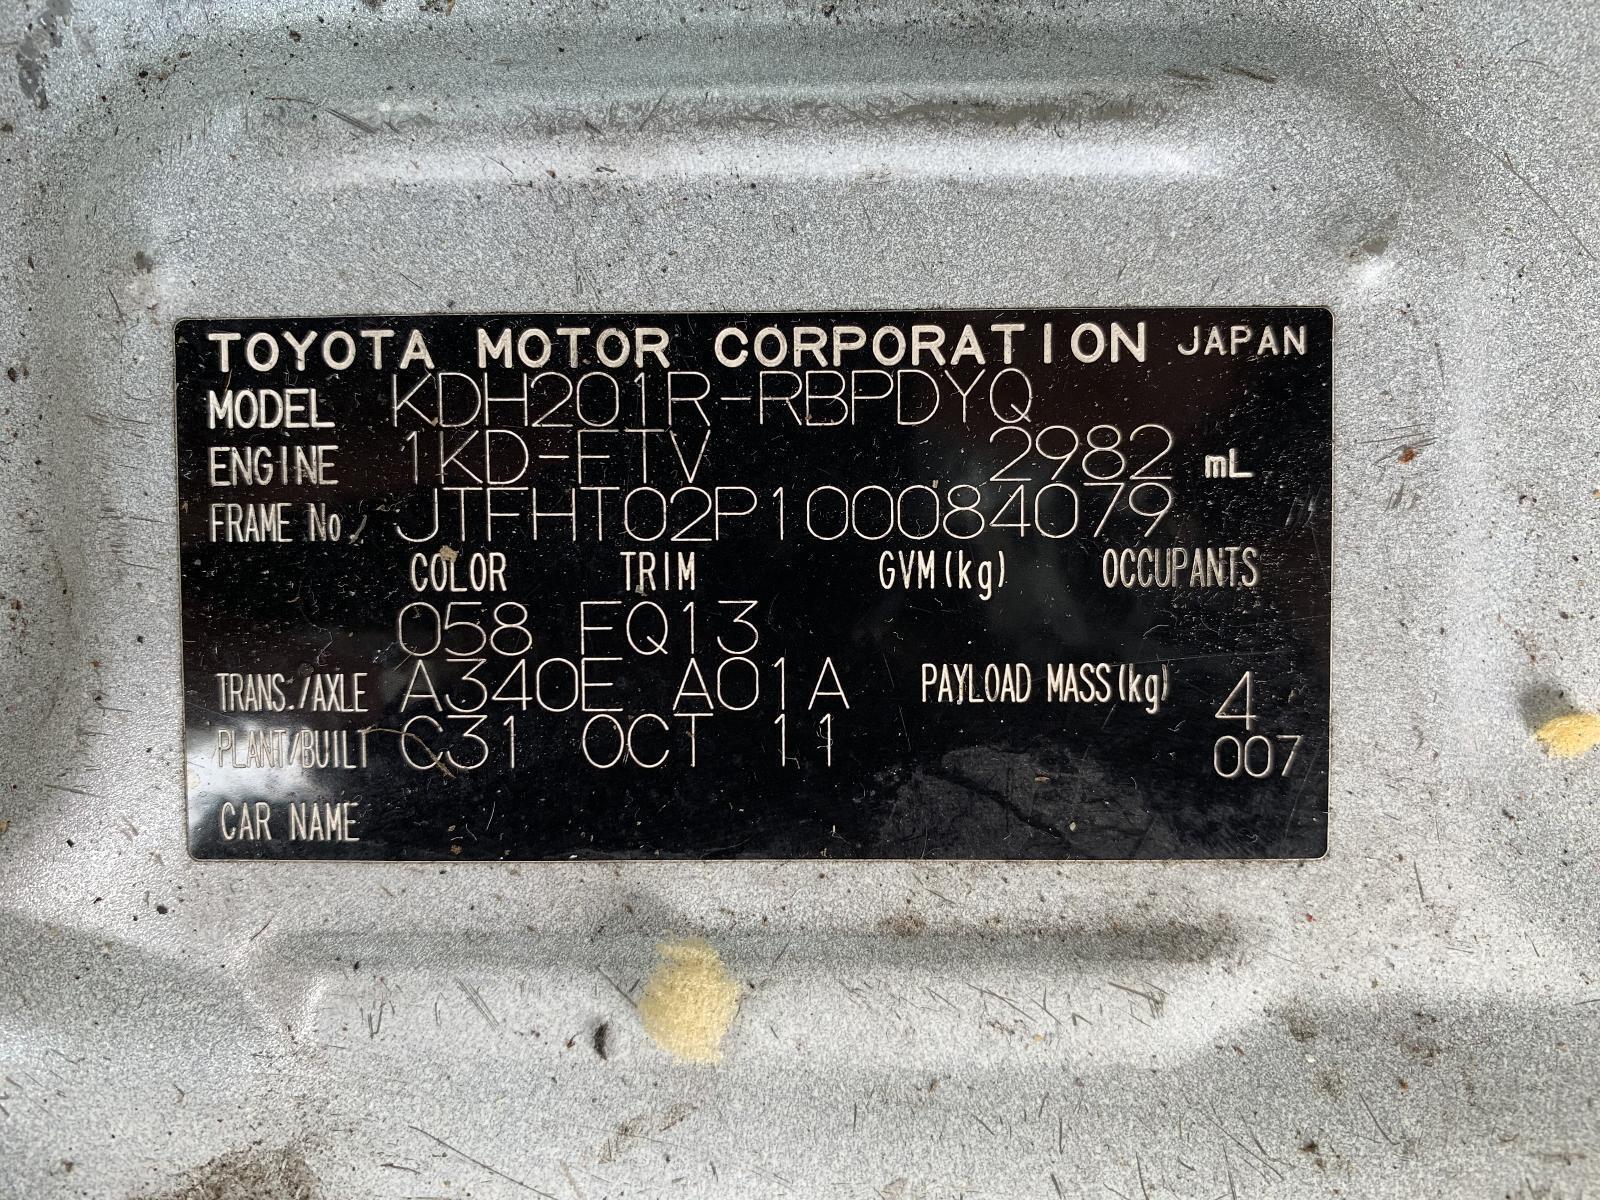 TOYOTA MOTOR CORPORATION JAPAN
MODEL KDH201R-RBPDYQ
ENGINE 1KD-FTV 2982 mL
FRAME No. JTFHT02P100084079
COLOR TRIM GVM(kg) OCCUPANTS
058 FQ13
TRANS./AXLE A340E A01A PAYLOAD MASS(kg) 4
PLANT/BUILT C31 OCT 11 007
CAR NAME